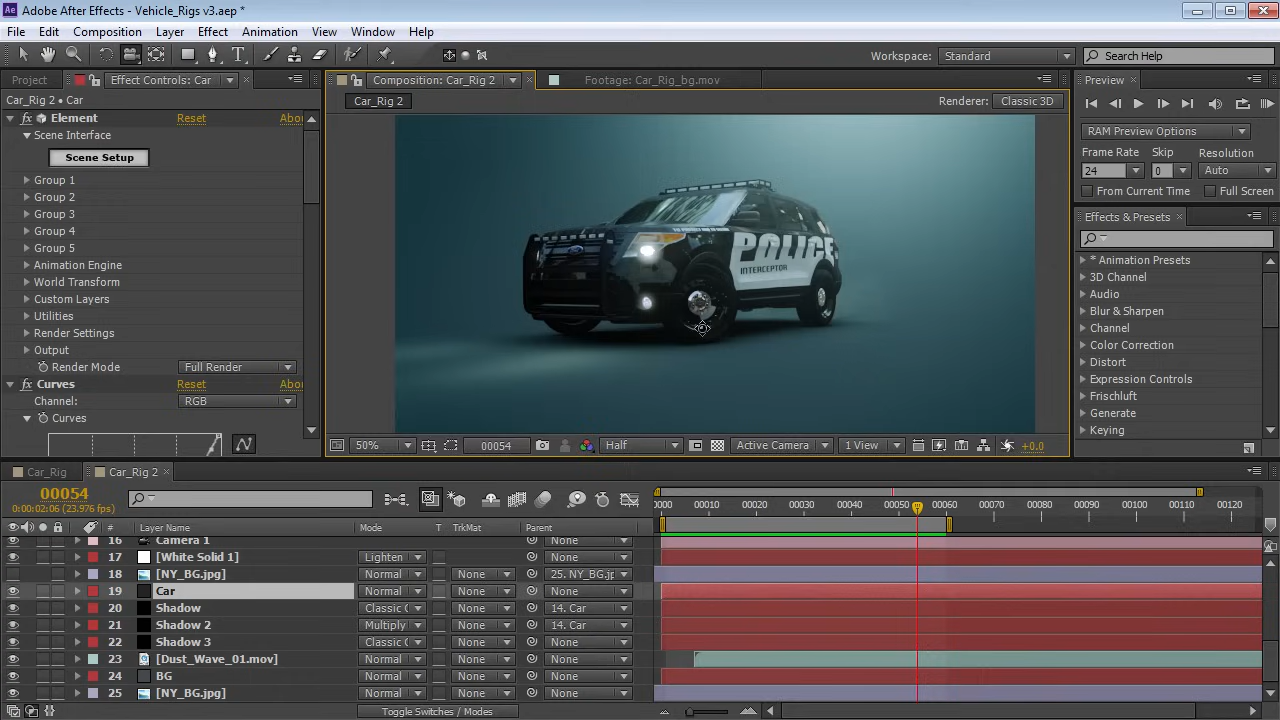 Adobe After Effects - Vehicle_Rigs v3.aep *
File Edit Composition Layer Effect Animation View Window Help
Workspace: Standard Search Help
Project Effect Controls: Car Composition: Car_Rig 2 Footage: Car_Rig_bg.mov Preview
Car_Rig 2 • Car
Car_Rig 2 Renderer: Classic 3D
Element Reset Abou
Scene Interface
Scene Setup
Group 1
Group 2
Group 3
Group 4
Group 5
Animation Engine
World Transform
Custom Layers
Utilities
Render Settings
Output
Render Mode Full Render
Curves Reset Abou
Channel: RGB
Curves
POLICE
INTERCEPTOR
RAM Preview Options
Frame Rate Skip Resolution
24 0 Auto
From Current Time Full Screen
Effects & Presets
* Animation Presets
3D Channel
Audio
Blur & Sharpen
Channel
Color Correction
Distort
Expression Controls
Frischluft
Generate
Keying
50% 00054 Half Active Camera 1 View +0.0
Car_Rig Car_Rig 2
00054
0:00:02:06 (23.976 fps)
0000 00010 00020 00030 00040 00050 00060 00070 00080 00090 00100 00110 00120
# Layer Name Mode T TrkMat Parent
16 Camera 1 None
17 [White Solid 1] Lighten None None
18 [NY_BG.jpg] Normal None 25. NY_BG.jp
19 Car Normal None None
20 Shadow Classic C None 14. Car
21 Shadow 2 Multiply None 14. Car
22 Shadow 3 Classic C None None
23 [Dust_Wave_01.mov] Normal None None
24 BG Normal None None
25 [NY_BG.jpg] Normal None None
Toggle Switches / Modes